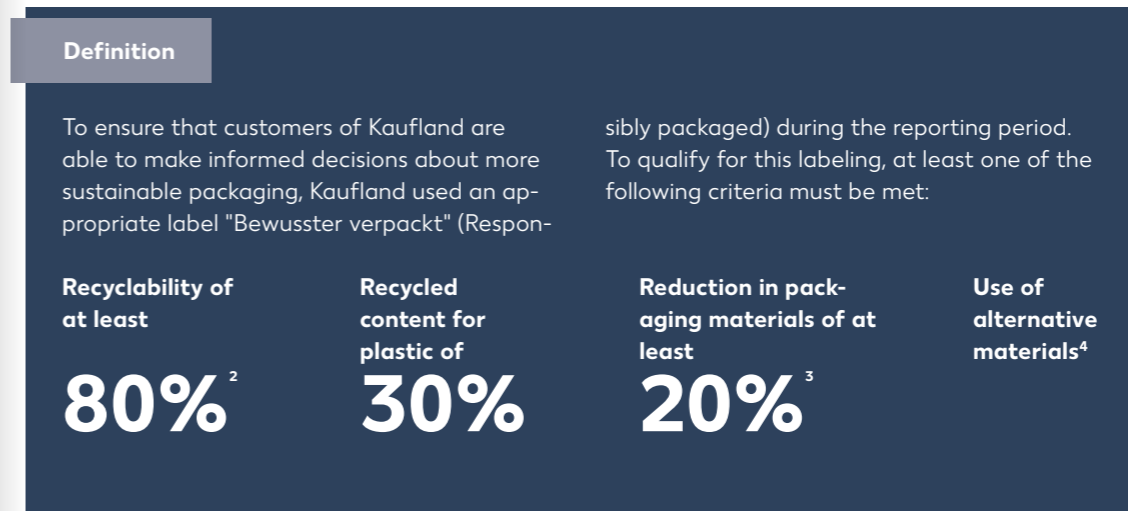 Definition
To ensure that customers of Kaufland are
able to make informed decisions about more
sustainable packaging, Kaufland used an ap-
propriate label "Bewusster verpackt" (Respon-
sibly packaged) during the reporting period.
To qualify for this labeling, at least one of the
following criteria must be met:
Recyclability of
at least
80%²
Recycled
content for
plastic of
30%
Reduction in pack-
aging materials of at
least
20%³
Use of
alternative
materials⁴